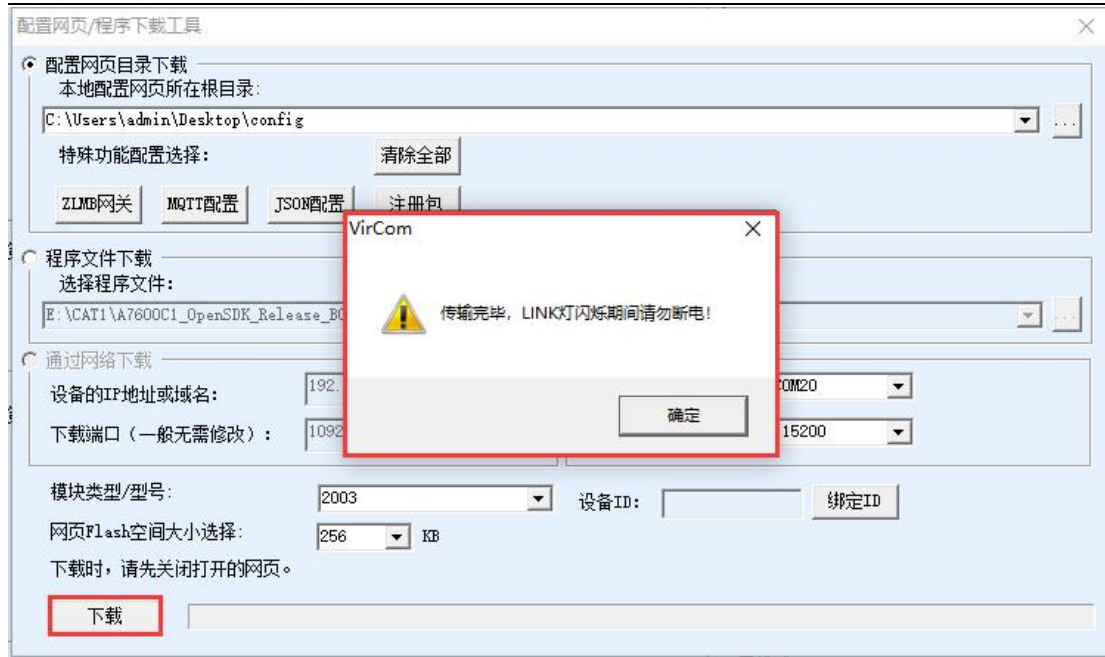 配置网页/程序下载工具
配置网页目录下载
本地配置网页所在根目录:
C:\Users\admin\Desktop\config
...
特殊功能配置选择:
清除全部
ZLMB网关
MQTT配置
JSON配置
注册包
VirCom
传输完毕，LINK灯闪烁期间请勿断电!
确定
程序文件下载
选择程序文件:
E:\CAT1\A7600C1_OpenSDK_Release_BO
...
通过网络下载
设备的IP地址或域名:
192.
COM20
下载端口（一般无需修改）:
1092
15200
模块类型/型号:
2003
设备ID:
绑定ID
网页Flash空间大小选择:
256
KB
下载时，请先关闭打开的网页。
下载